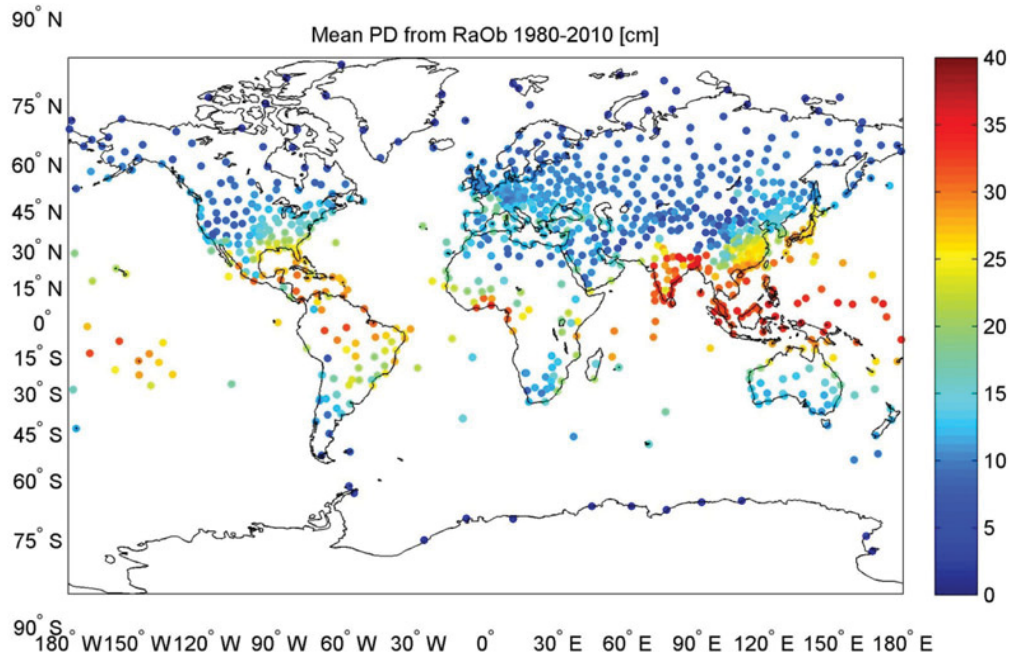 Mean PD from RaOb 1980-2010 [cm]
90° N
75° N
60° N
45° N
30° N
15° N
0°
15° S
30° S
45° S
60° S
75° S
90° S
180° W 150° W 120° W 90° W 60° W 30° W 0° 30° E 60° E 90° E 120° E 150° E 180° E
40
35
30
25
20
15
10
5
0